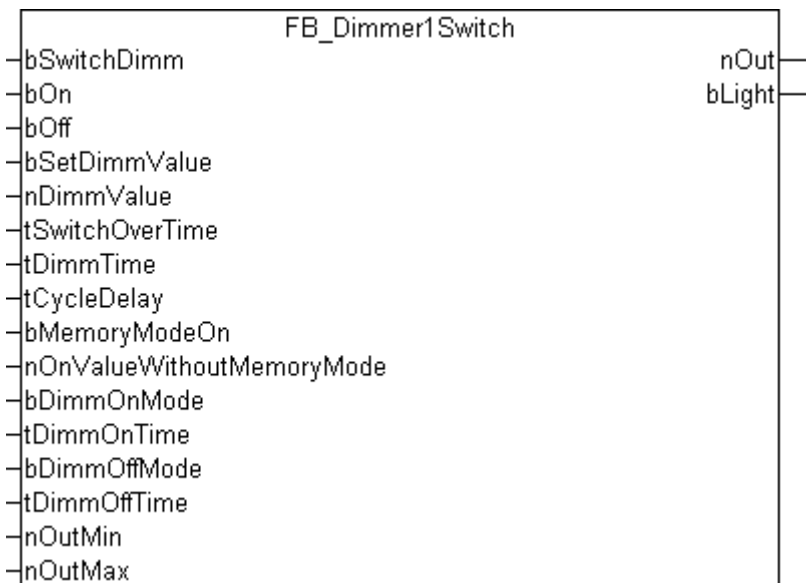 FB_Dimmer1Switch
bSwitchDimm nOut
bOn bLight
bOff
bSetDimmValue
nDimmValue
tSwitchOverTime
tDimmTime
tCycleDelay
bMemoryModeOn
nOnValueWithoutMemoryMode
bDimmOnMode
tDimmOnTime
bDimmOffMode
tDimmOffTime
nOutMin
nOutMax